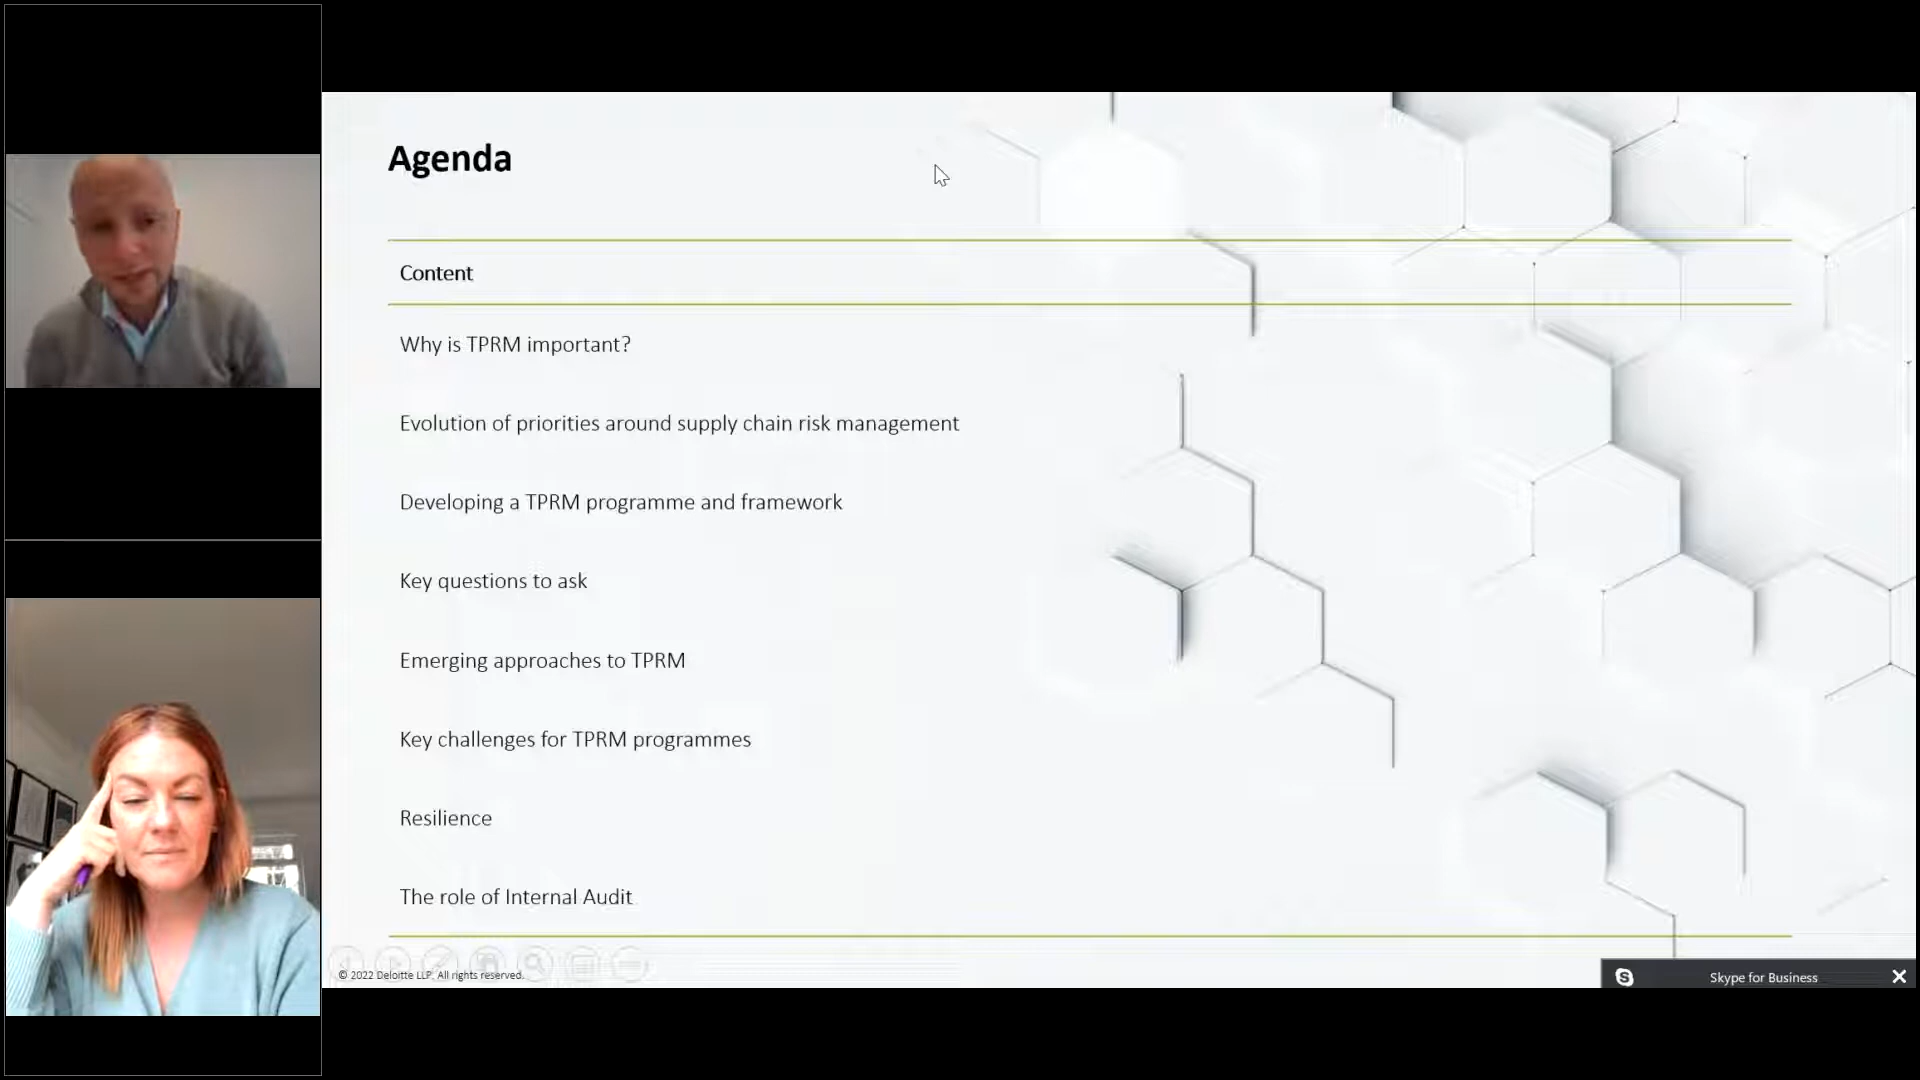 Agenda
Content
Why is TPRM important?
Evolution of priorities around supply chain risk management
Developing a TPRM programme and framework
Key questions to ask
Emerging approaches to TPRM
Key challenges for TPRM programmes
Resilience
The role of Internal Audit
© 2022 Deloitte LLP. All rights reserved.
Skype for Business